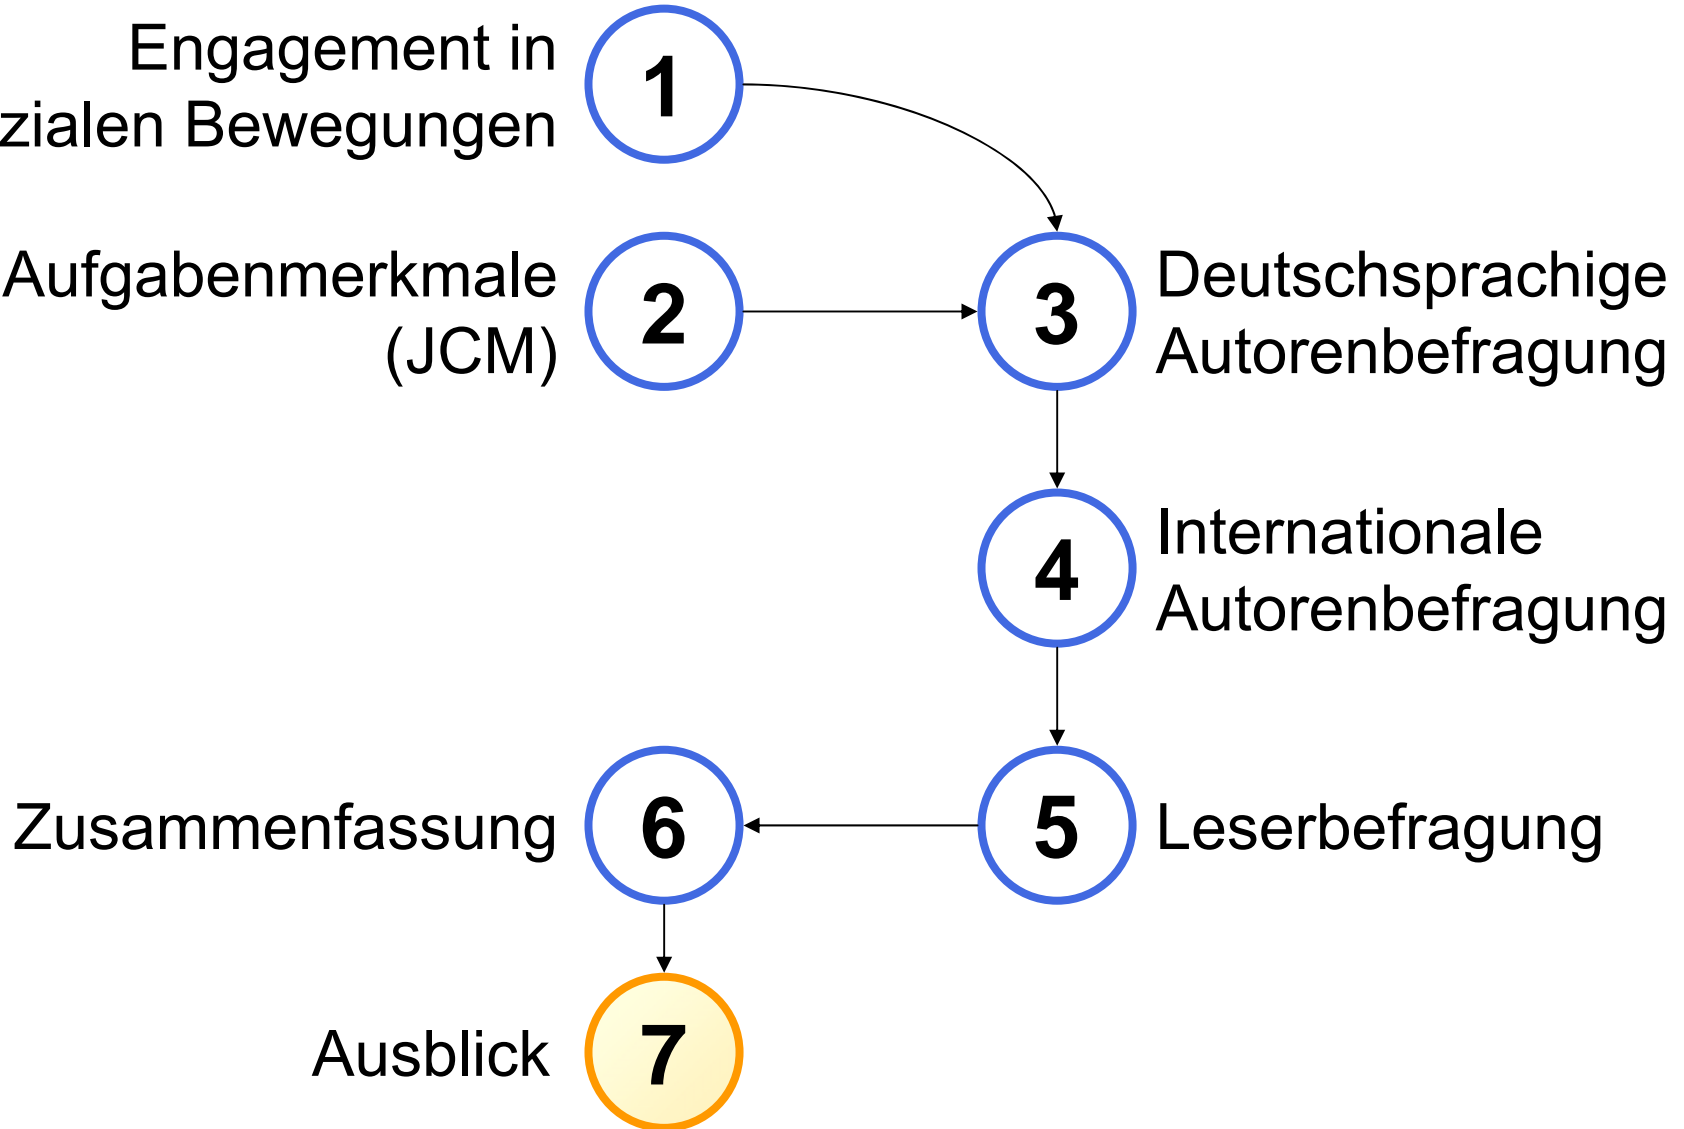 Engagement in
zialen Bewegungen
1
Aufgabenmerkmale
(JCM)
2
3
Deutschsprachige
Autorenbefragung
4
Internationale
Autorenbefragung
Zusammenfassung
6
5
Leserbefragung
Ausblick
7